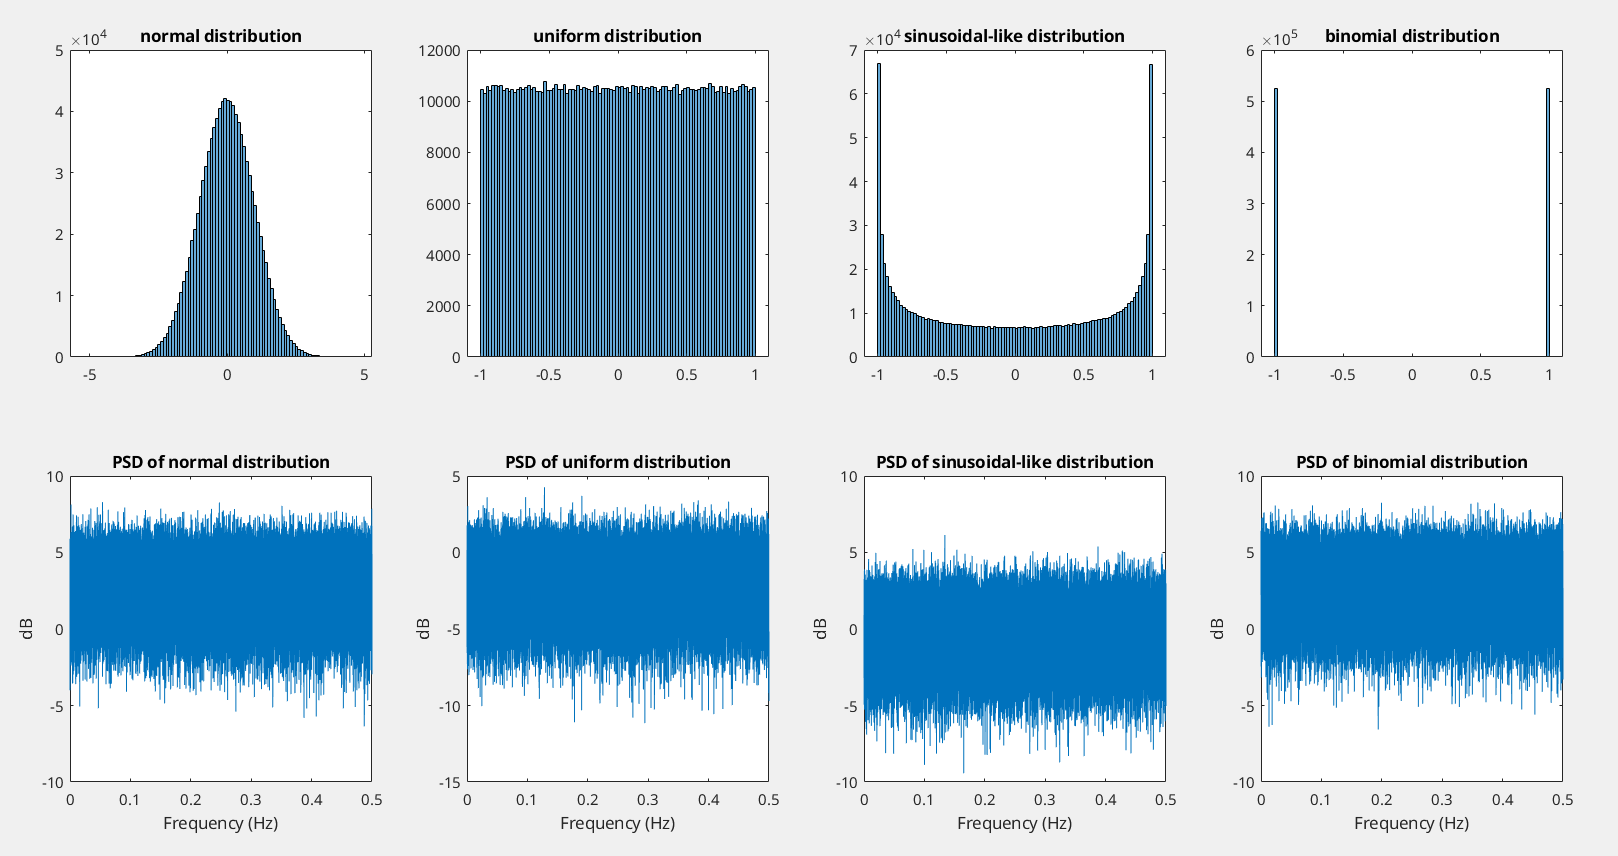 normal distribution
×10⁴
5
4
3
2
1
0
-5 0 5
uniform distribution
12000
10000
8000
6000
4000
2000
0
-1 -0.5 0 0.5 1
sinusoidal-like distribution
×10⁴
7
6
5
4
3
2
1
0
-1 -0.5 0 0.5 1
binomial distribution
×10⁵
6
5
4
3
2
1
0
-1 -0.5 0 0.5 1
PSD of normal distribution
10
5
0
-5
-10
dB
0 0.1 0.2 0.3 0.4 0.5
Frequency (Hz)
PSD of uniform distribution
5
0
-5
-10
-15
dB
0 0.1 0.2 0.3 0.4 0.5
Frequency (Hz)
PSD of sinusoidal-like distribution
10
5
0
-5
-10
dB
0 0.1 0.2 0.3 0.4 0.5
Frequency (Hz)
PSD of binomial distribution
10
5
0
-5
-10
dB
0 0.1 0.2 0.3 0.4 0.5
Frequency (Hz)